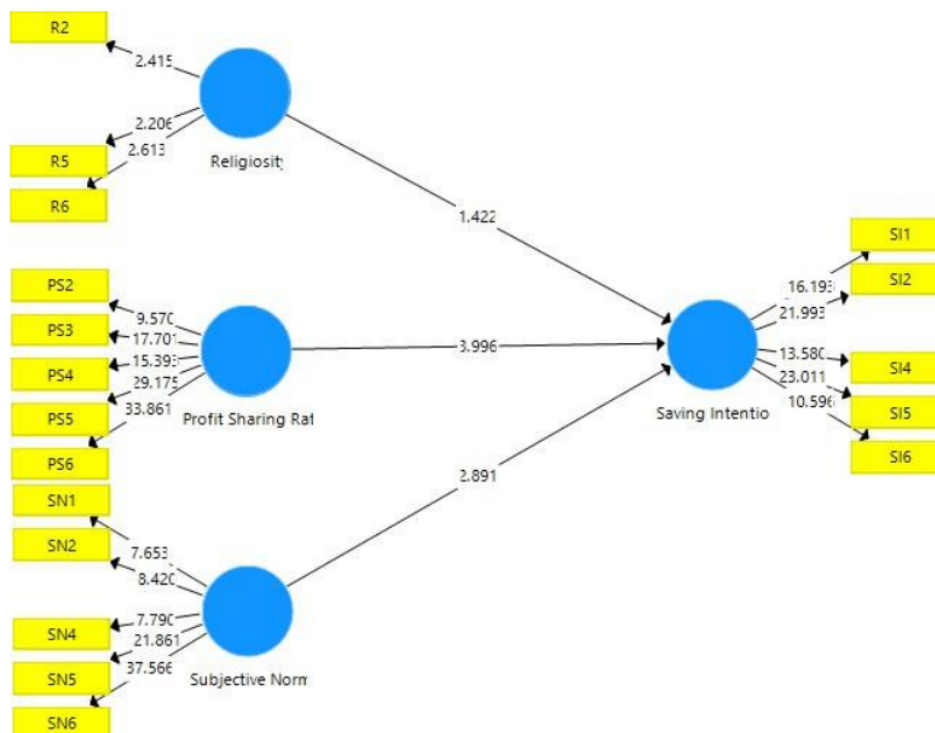 R2
2.415
2.206
R5
2.613
R6
Religiosity
1.422
SI1
16.193
SI2
21.993
PS2
9.570
PS3
17.701
PS4
15.393
29.175
PS5
33.861
PS6
Profit Sharing Rat
3.996
13.580
SI4
23.011
SI5
10.596
SI6
Saving Intentio
SN1
SN2
7.653
8.420
2.891
7.790
SN4
21.861
SN5
37.566
SN6
Subjective Norm